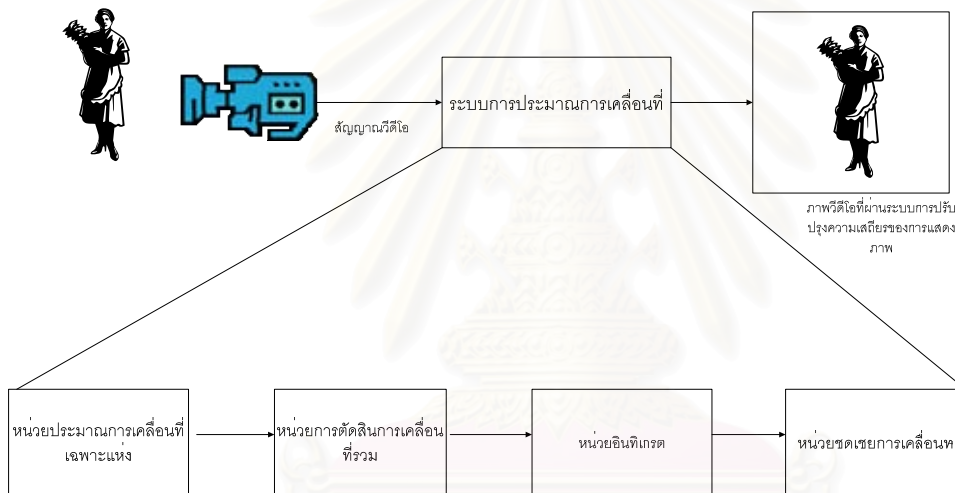 ระบบการประมาณการเคลื่อนที่
สัญญาณวีดีโอ
ภาพวีดีโอที่ผ่านระบบการปรับ
ปรุงความเสถียรของการแสดง
ภาพ
หน่วยประมาณการเคลื่อนที่
เฉพาะแห่ง
หน่วยการตัดสินการเคลื่อน
ที่รวม
หน่วยอินทิเกรต
หน่วยชดเชยการเคลื่อนท